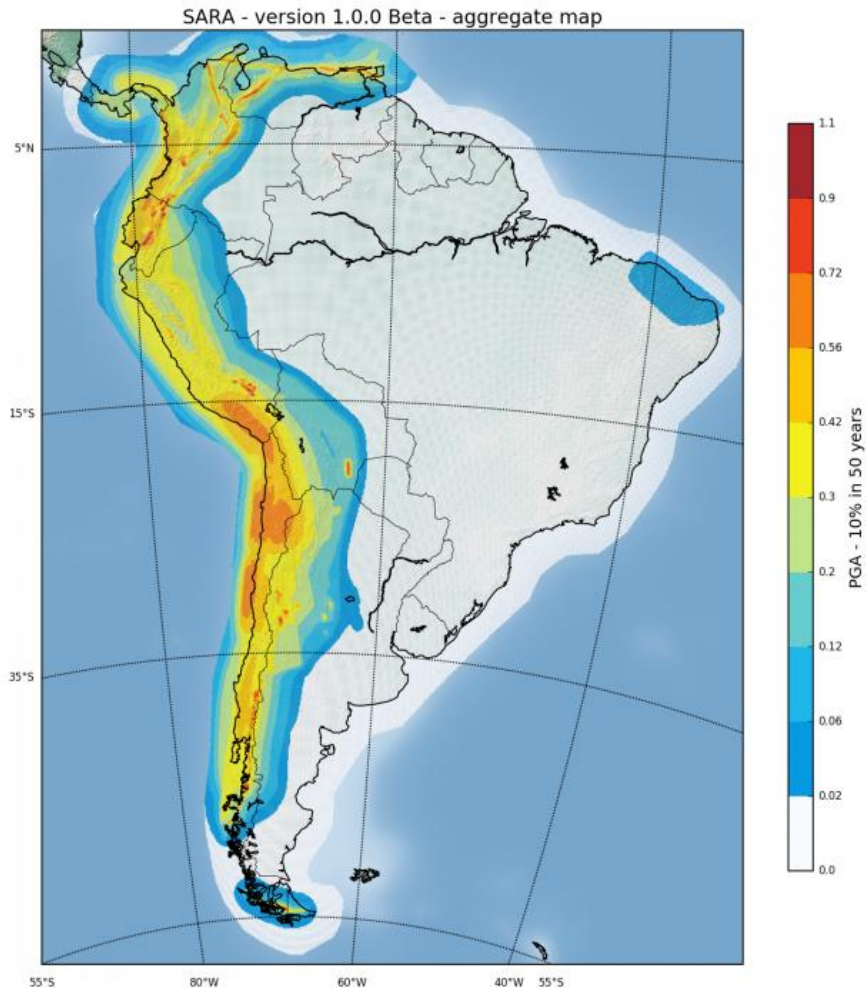 SARA - version 1.0.0 Beta - aggregate map
5°N
15°S
35°S
55°S
80°W
60°W
40°W
55°S
1.1
0.9
0.72
0.56
0.42
0.3
0.2
0.12
0.06
0.02
0.0
PGA - 10% in 50 years